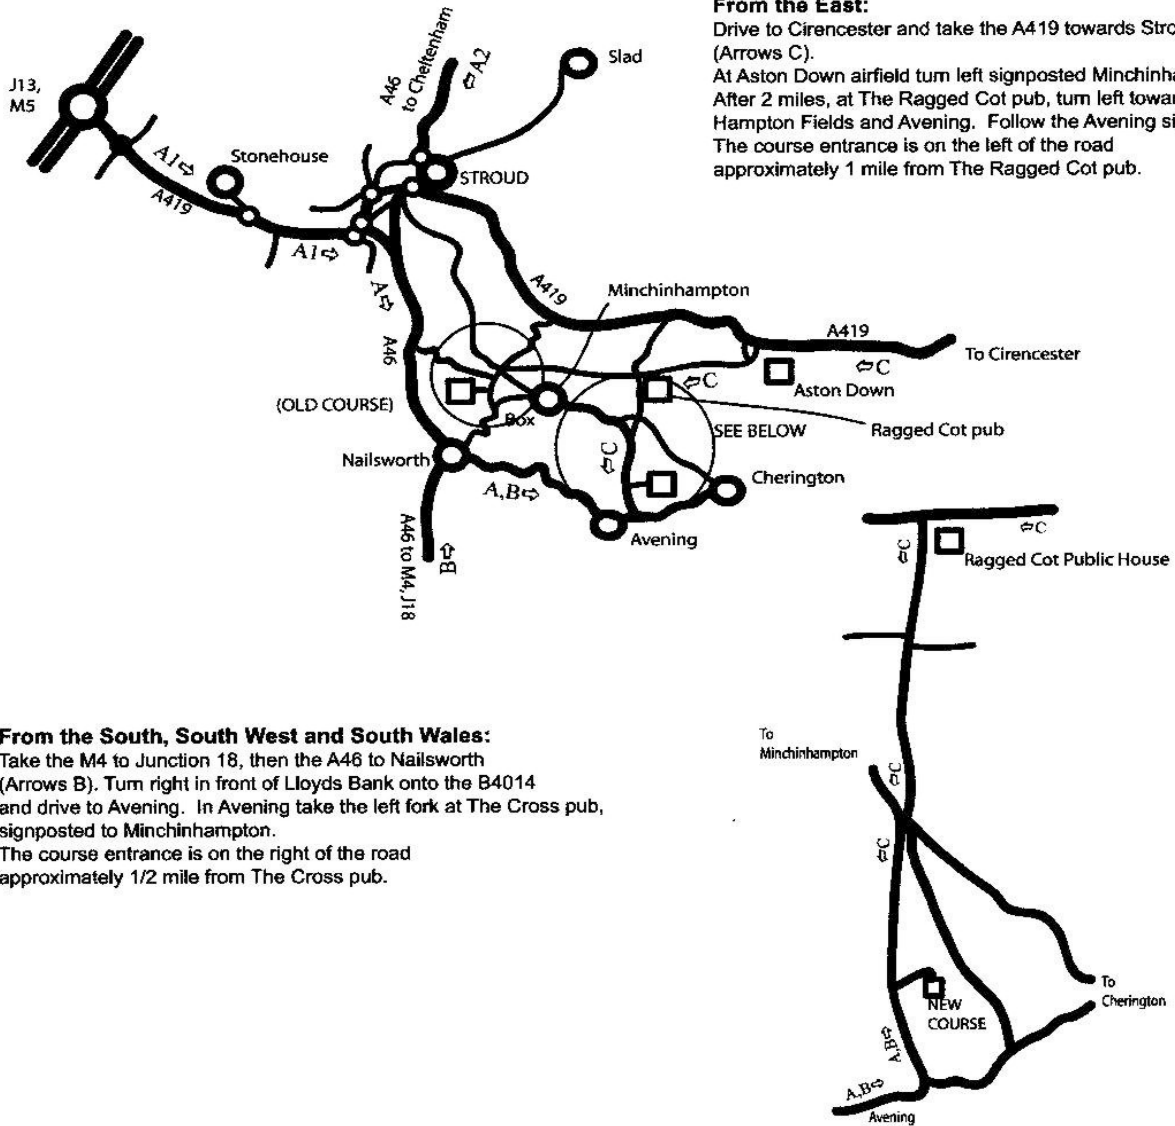 From the East:
Drive to Cirencester and take the A419 towards Stro
(Arrows C).
At Aston Down airfield turn left signposted Minchinha
After 2 miles, at The Ragged Cot pub, turn left towar
Hampton Fields and Avening. Follow the Avening si
The course entrance is on the left of the road
approximately 1 mile from The Ragged Cot pub.
J13,
M5
A1⇨
A419
Stonehouse
A1⇨
A46
to Cheltenham
⇦A2
Slad
STROUD
A⇨
A46
A419
Minchinhampton
A419
To Cirencester
⇦C
Aston Down
⇦C
(OLD COURSE)
Box
SEE BELOW
Ragged Cot pub
Nailsworth
⇦C
Cherington
A,B⇨
Avening
A46 to M4,J18
B⇨
⇦C
⇦C
Ragged Cot Public House
To
Minchinhampton
⇦C
⇦C
To
Cherington
NEW
COURSE
A,B⇨
A,B⇨
Avening
From the South, South West and South Wales:
Take the M4 to Junction 18, then the A46 to Nailsworth
(Arrows B). Turn right in front of Lloyds Bank onto the B4014
and drive to Avening. In Avening take the left fork at The Cross pub,
signposted to Minchinhampton.
The course entrance is on the right of the road
approximately 1/2 mile from The Cross pub.